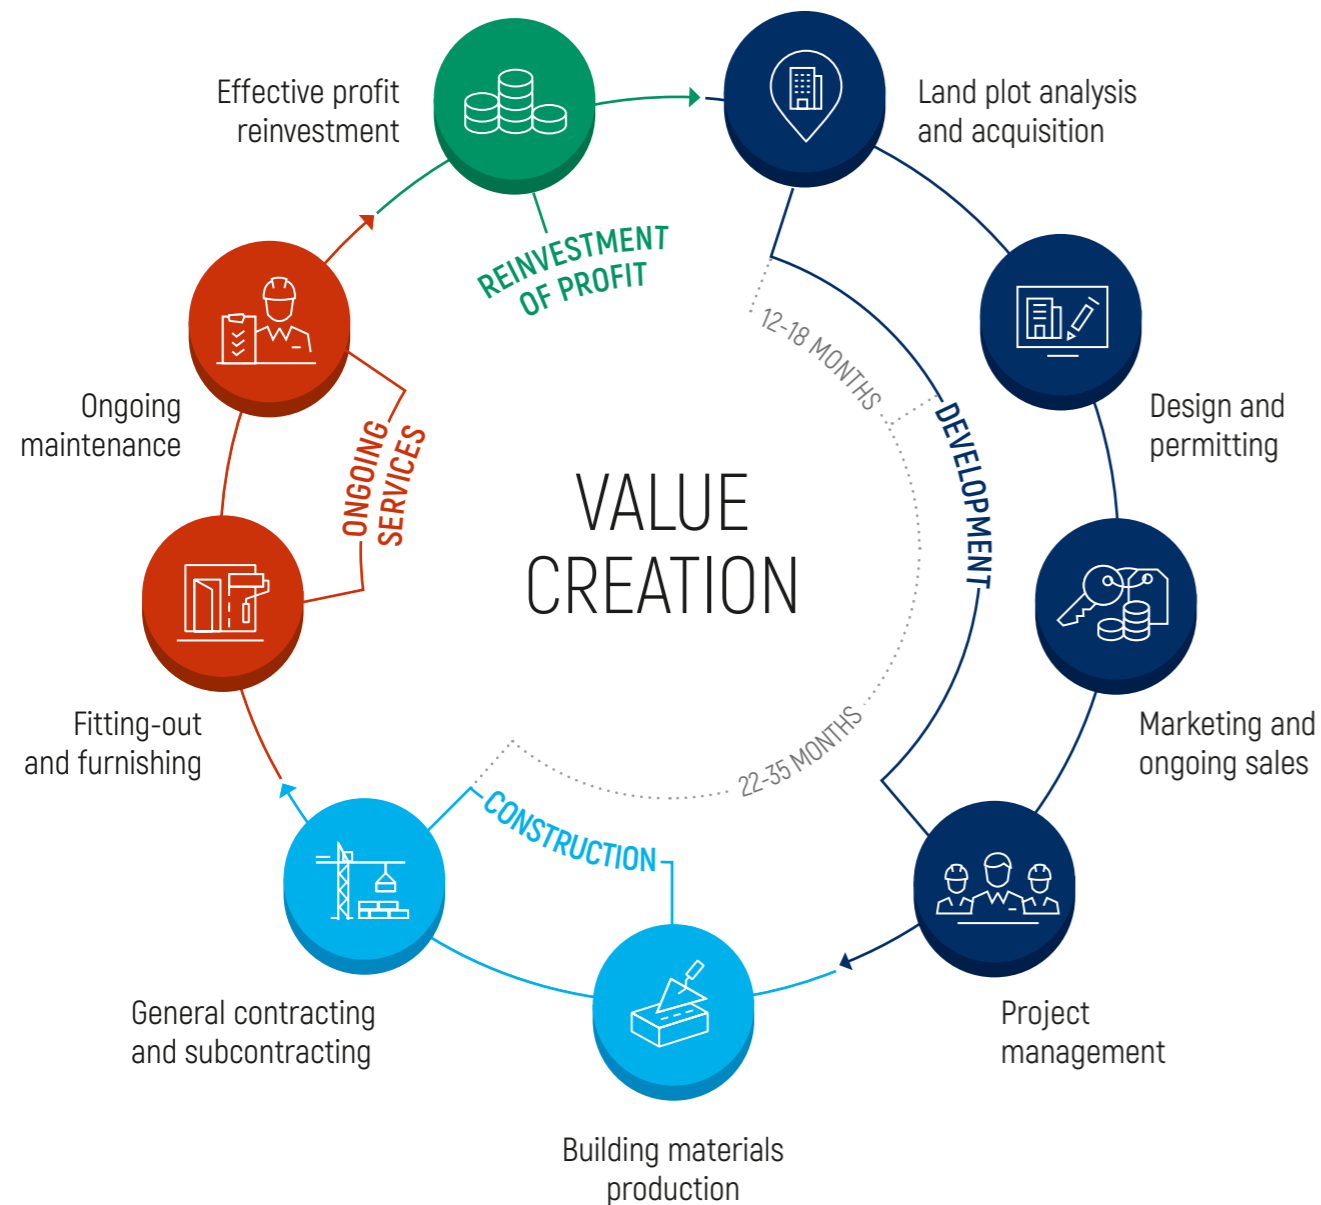 Effective profit
reinvestment
Land plot analysis
and acquisition
REINVESTMENT
OF PROFIT
12-18 MONTHS
Design and
permitting
DEVELOPMENT
Ongoing
maintenance
ONGOING
SERVICES
VALUE
CREATION
Marketing and
ongoing sales
Fitting-out
and furnishing
22-35 MONTHS
CONSTRUCTION
General contracting
and subcontracting
Project
management
Building materials
production